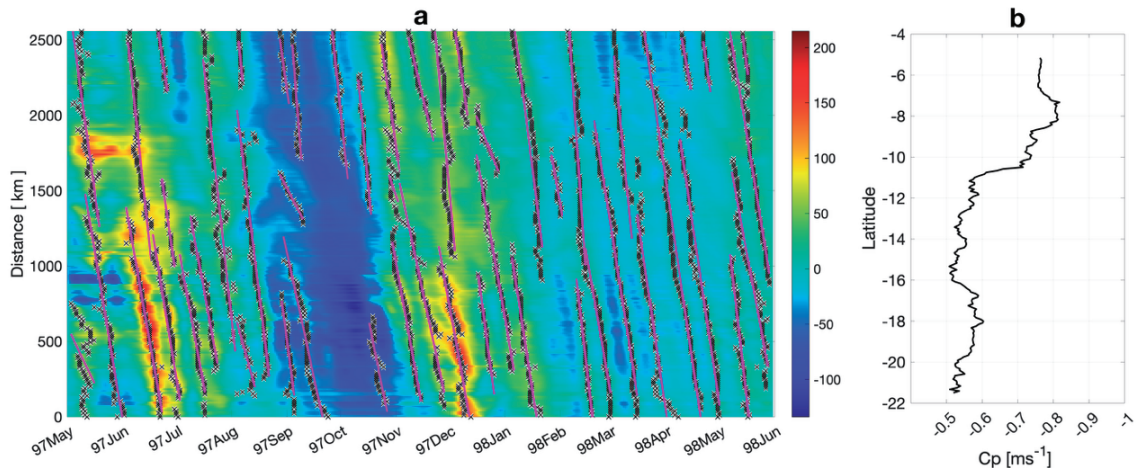 a
b
2500
2000
1500
1000
500
0
Distance [ km ]
97May
97Jun
97Jul
97Aug
97Sep
97Oct
97Nov
97Dec
98Jan
98Feb
98Mar
98Apr
98May
98Jun
200
150
100
50
0
-50
-100
-4
-6
-8
-10
-12
-14
-16
-18
-20
-22
Latitude
-0.5
-0.6
-0.7
-0.8
-0.9
-1
Cp [ms⁻¹]